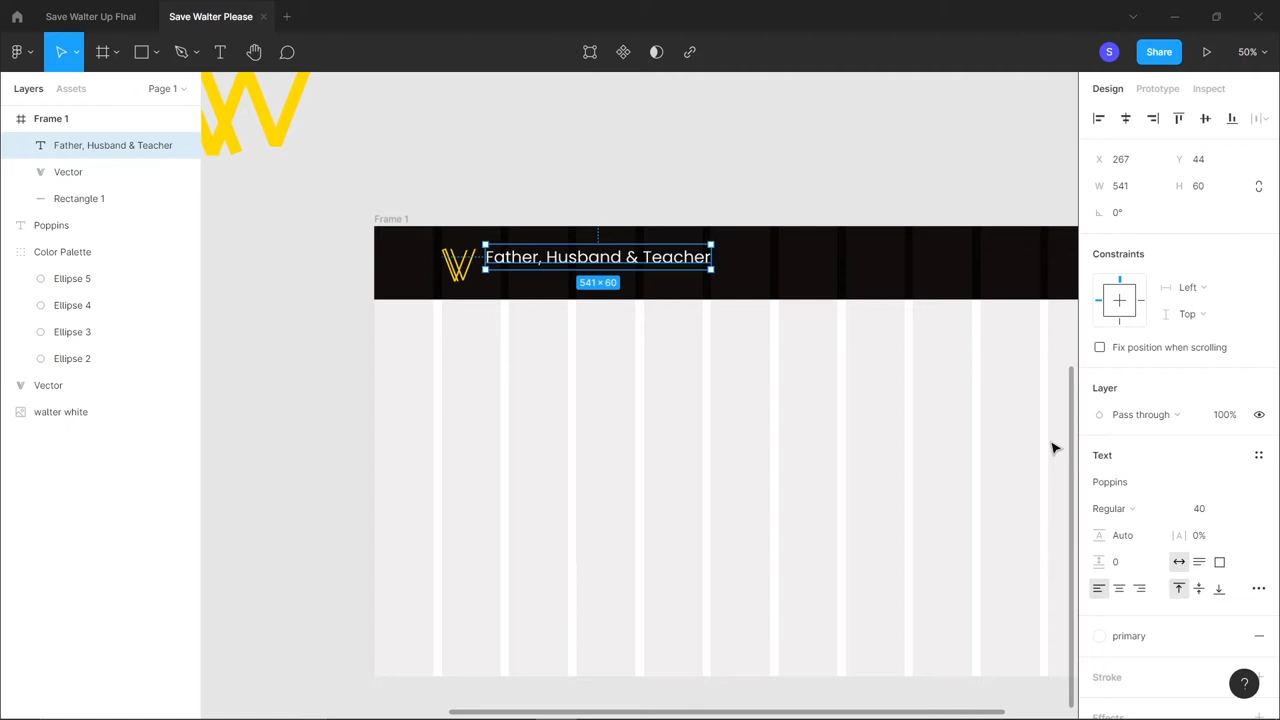 Save Walter Up FInal
Save Walter Please
S
Share
50%
Layers
Assets
Page 1
Frame 1
Father, Husband & Teacher
Vector
Rectangle 1
Poppins
Color Palette
Ellipse 5
Ellipse 4
Ellipse 3
Ellipse 2
Vector
walter white
Frame 1
Father, Husband & Teacher
541 × 60
Design
Prototype
Inspect
X 267
Y 44
W 541
H 60
0°
Constraints
Left
Top
Fix position when scrolling
Layer
Pass through
100%
Text
Poppins
Regular
40
Auto
|A| 0%
0
primary
Stroke
?